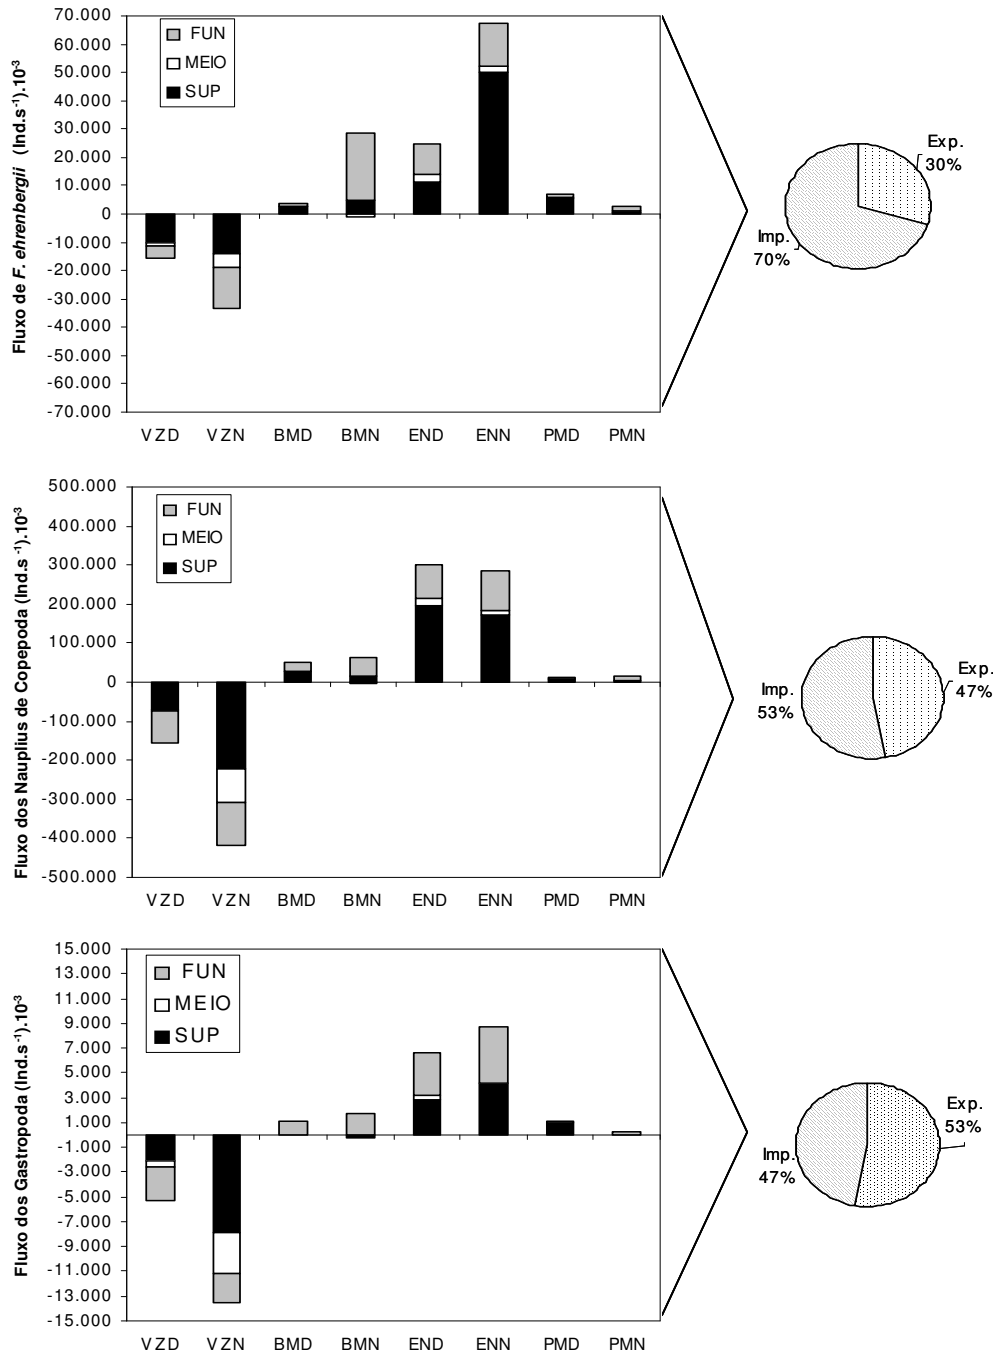 Fluxo de F. ehrenbergii (Ind.s⁻¹).10⁻³
70.000
60.000
50.000
40.000
30.000
20.000
10.000
0
-10.000
-20.000
-30.000
-40.000
-50.000
-60.000
-70.000
FUN
MEIO
SUP
VZD VZN BMD BMN END ENN PMD PMN
Exp.
30%
Imp.
70%
Fluxo dos Nauplius de Copepoda (Ind.s⁻¹).10⁻³
500.000
400.000
300.000
200.000
100.000
0
-100.000
-200.000
-300.000
-400.000
-500.000
FUN
MEIO
SUP
VZD VZN BMD BMN END ENN PMD PMN
Exp.
47%
Imp.
53%
Fluxo dos Gastropoda (Ind.s⁻¹).10⁻³
15.000
13.000
11.000
9.000
7.000
5.000
3.000
1.000
-1.000
-3.000
-5.000
-7.000
-9.000
-11.000
-13.000
-15.000
FUN
MEIO
SUP
VZD VZN BMD BMN END ENN PMD PMN
Exp.
53%
Imp.
47%